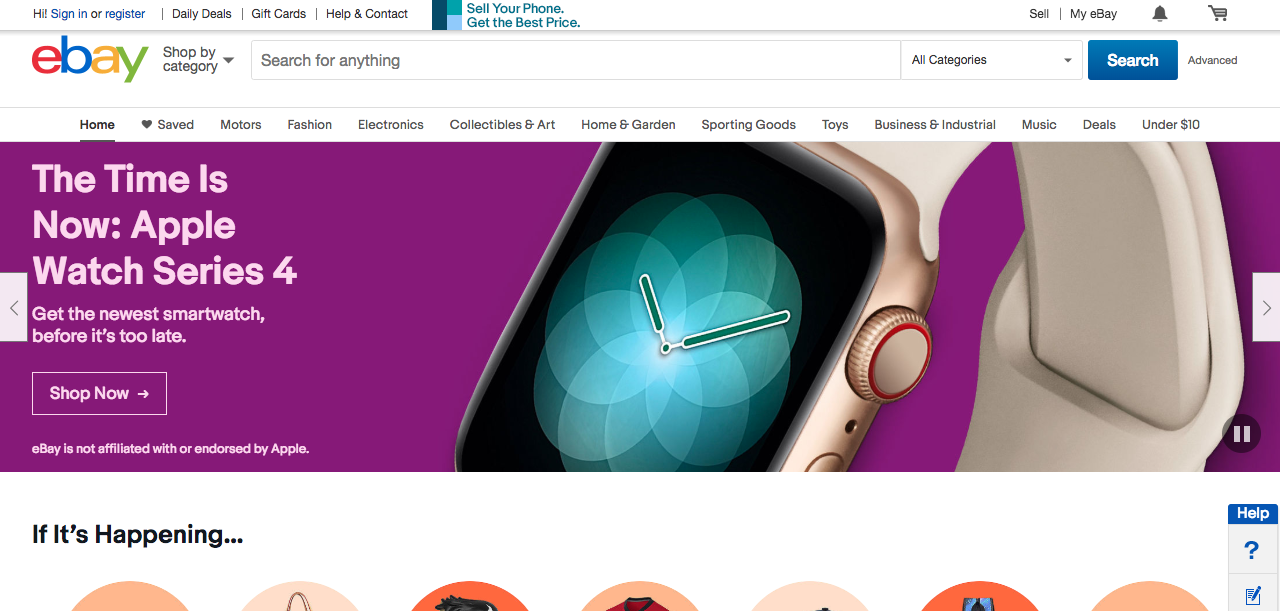 Hi! Sign in or register
Daily Deals
Gift Cards
Help & Contact
Sell Your Phone.
Get the Best Price.
Sell
My eBay
ebay
Shop by
category
Search for anything
All Categories
Search
Advanced
Home
Saved
Motors
Fashion
Electronics
Collectibles & Art
Home & Garden
Sporting Goods
Toys
Business & Industrial
Music
Deals
Under $10
The Time Is
Now: Apple
Watch Series 4
Get the newest smartwatch,
before it's too late.
Shop Now →
eBay is not affiliated with or endorsed by Apple.
If It's Happening...
Help
?